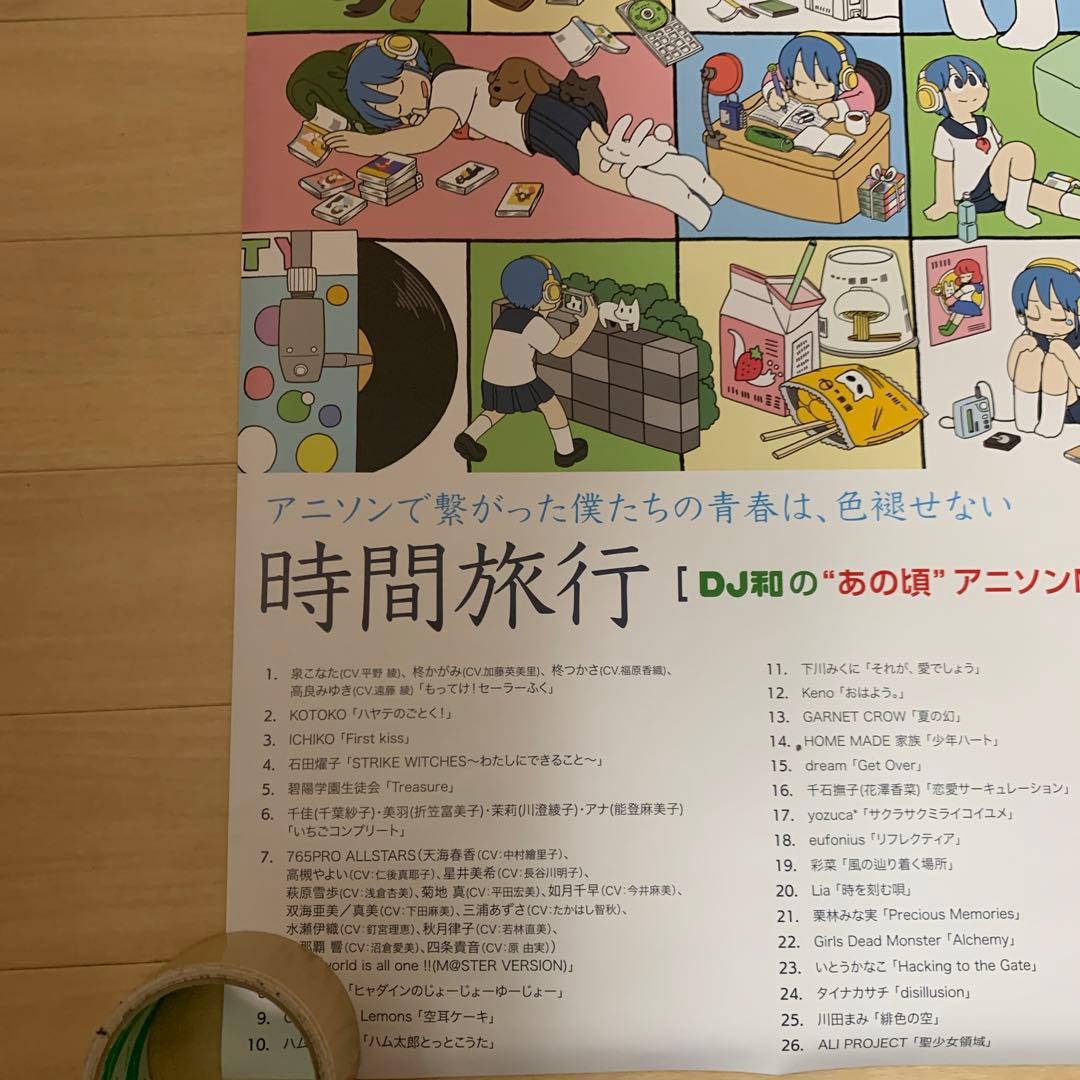 TY
アニソンで繋がった僕たちの青春は、色褪せない
時間旅行 [ DJ和の“あの頃”アニソン
1. 泉こなた(CV.平野 綾)、柊かがみ(CV.加藤英美里)、柊つかさ(CV.福原香織)、
高良みゆき(CV.遠藤 綾)「もってけ!セーラーふく」
2. KOTOKO「ハヤテのごとく!」
3. ICHIKO「First kiss」
4. 石田燿子「STRIKE WITCHES～わたしにできること～」
5. 碧陽学園生徒会「Treasure」
6. 千佳(千葉紗子)・美羽(折笠富美子)・茉莉(川澄綾子)・アナ(能登麻美子)
「いちごコンプリート」
7. 765PRO ALLSTARS(天海春香(CV:中村繪里子)、
高槻やよい(CV:仁後真耶子)、星井美希(CV:長谷川明子)、
萩原雪歩(CV:浅倉杏美)、菊地 真(CV:平田宏美)、如月千早(CV:今井麻美)、
双海亜美／真美(CV:下田麻美)、三浦あずさ(CV:たかはし智秋)、
水瀬伊織(CV:釘宮理恵)、秋月律子(CV:若林直美)、
那覇 響(CV:沼倉愛美)、四条貴音(CV:原 由実))
world is all one !!(M@STER VERSION)」
「ヒャダインのじょーじょーゆーじょー」
9. Lemons「空耳ケーキ」
10. ハム 「ハム太郎とっとこうた」
11. 下川みくに「それが、愛でしょう」
12. Keno「おはよう。」
13. GARNET CROW「夏の幻」
14. HOME MADE 家族「少年ハート」
15. dream「Get Over」
16. 千石撫子(花澤香菜)「恋愛サーキュレーション」
17. yozuca*「サクラサクミライコイユメ」
18. eufonius「リフレクティア」
19. 彩菜「風の辿り着く場所」
20. Lia「時を刻む唄」
21. 栗林みな実「Precious Memories」
22. Girls Dead Monster「Alchemy」
23. いとうかなこ「Hacking to the Gate」
24. タイナカサチ「disillusion」
25. 川田まみ「緋色の空」
26. ALI PROJECT「聖少女領域」